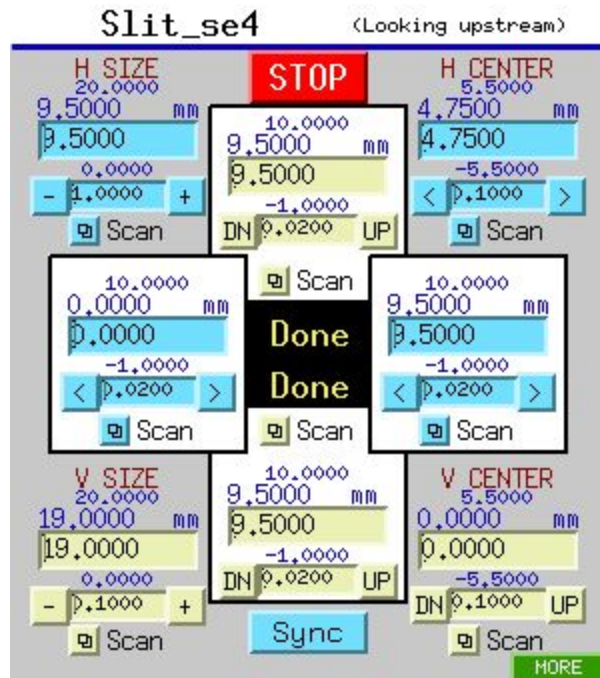 Slit_se4 (Looking upstream)
H SIZE
20.0000
9.5000 mm
9.5000
0.0000
- 1.0000 +
Scan
STOP
10.0000
9.5000 mm
9.5000
-1.0000
DN 0.0200 UP
Scan
H CENTER
5.5000
4.7500 mm
4.7500
-5.5000
< 0.1000 >
Scan
10.0000
0.0000 mm
0.0000
-1.0000
< 0.0200 >
Scan
Done
Done
10.0000
9.5000 mm
9.5000
-1.0000
< 0.0200 >
Scan
V SIZE
20.0000
19.0000 mm
19.0000
0.0000
- 0.1000 +
Scan
Scan
10.0000
9.5000 mm
9.5000
-1.0000
DN 0.0200 UP
Sync
V CENTER
5.5000
0.0000 mm
0.0000
-5.5000
DN 0.1000 UP
Scan
MORE